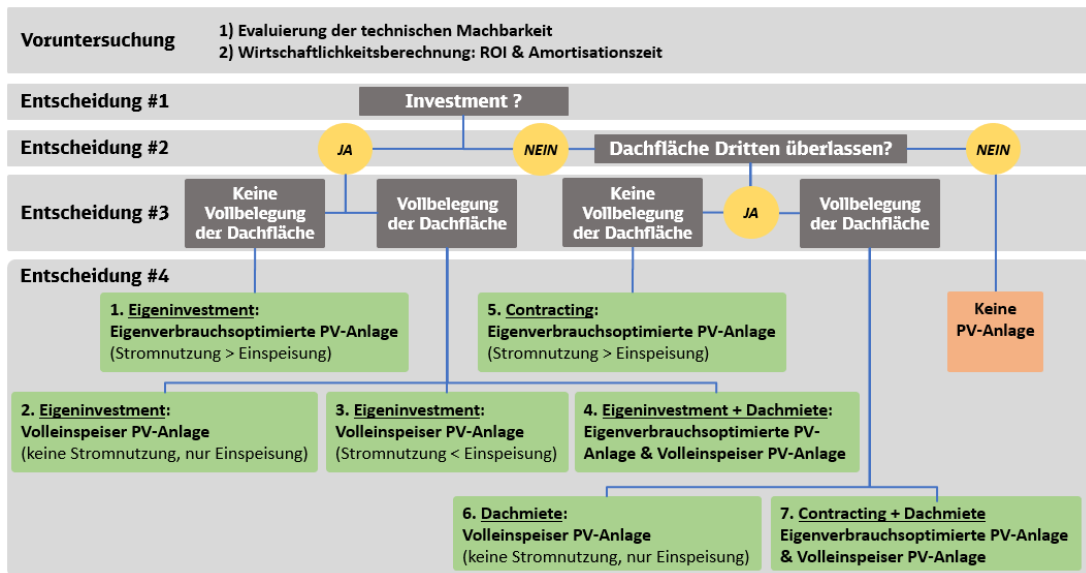 Voruntersuchung
1) Evaluierung der technischen Machbarkeit
2) Wirtschaftlichkeitsberechnung: ROI & Amortisationszeit
Entscheidung #1
Investment ?
Entscheidung #2
JA
NEIN
Dachfläche Dritten überlassen?
NEIN
Entscheidung #3
Keine
Vollbelegung
der Dachfläche
Vollbelegung
der Dachfläche
Keine
Vollbelegung
der Dachfläche
JA
Vollbelegung
der Dachfläche
Entscheidung #4
1. Eigeninvestment:
Eigenverbrauchsoptimierte PV-Anlage
(Stromnutzung > Einspeisung)
5. Contracting:
Eigenverbrauchsoptimierte PV-Anlage
(Stromnutzung > Einspeisung)
Keine
PV-Anlage
2. Eigeninvestment:
Volleinspeiser PV-Anlage
(keine Stromnutzung, nur Einspeisung)
3. Eigeninvestment:
Volleinspeiser PV-Anlage
(Stromnutzung < Einspeisung)
4. Eigeninvestment + Dachmiete:
Eigenverbrauchsoptimierte PV-
Anlage & Volleinspeiser PV-Anlage
6. Dachmiete:
Volleinspeiser PV-Anlage
(keine Stromnutzung, nur Einspeisung)
7. Contracting + Dachmiete
Eigenverbrauchsoptimierte PV-Anlage
& Volleinspeiser PV-Anlage